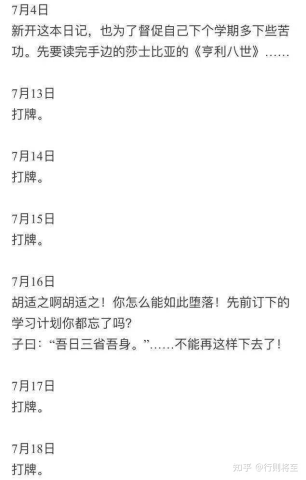 7月4日
新开这本日记，也为了督促自己下个学期多下些苦
功。先要读完手边的莎士比亚的《亨利八世》……
7月13日
打牌。
7月14日
打牌。
7月15日
打牌。
7月16日
胡适之啊胡适之！你怎么能如此堕落！先前订下的
学习计划你都忘了吗？
子曰：“吾日三省吾身。”……不能再这样下去了！
7月17日
打牌。
7月18日
打牌。
知乎 @行则将至